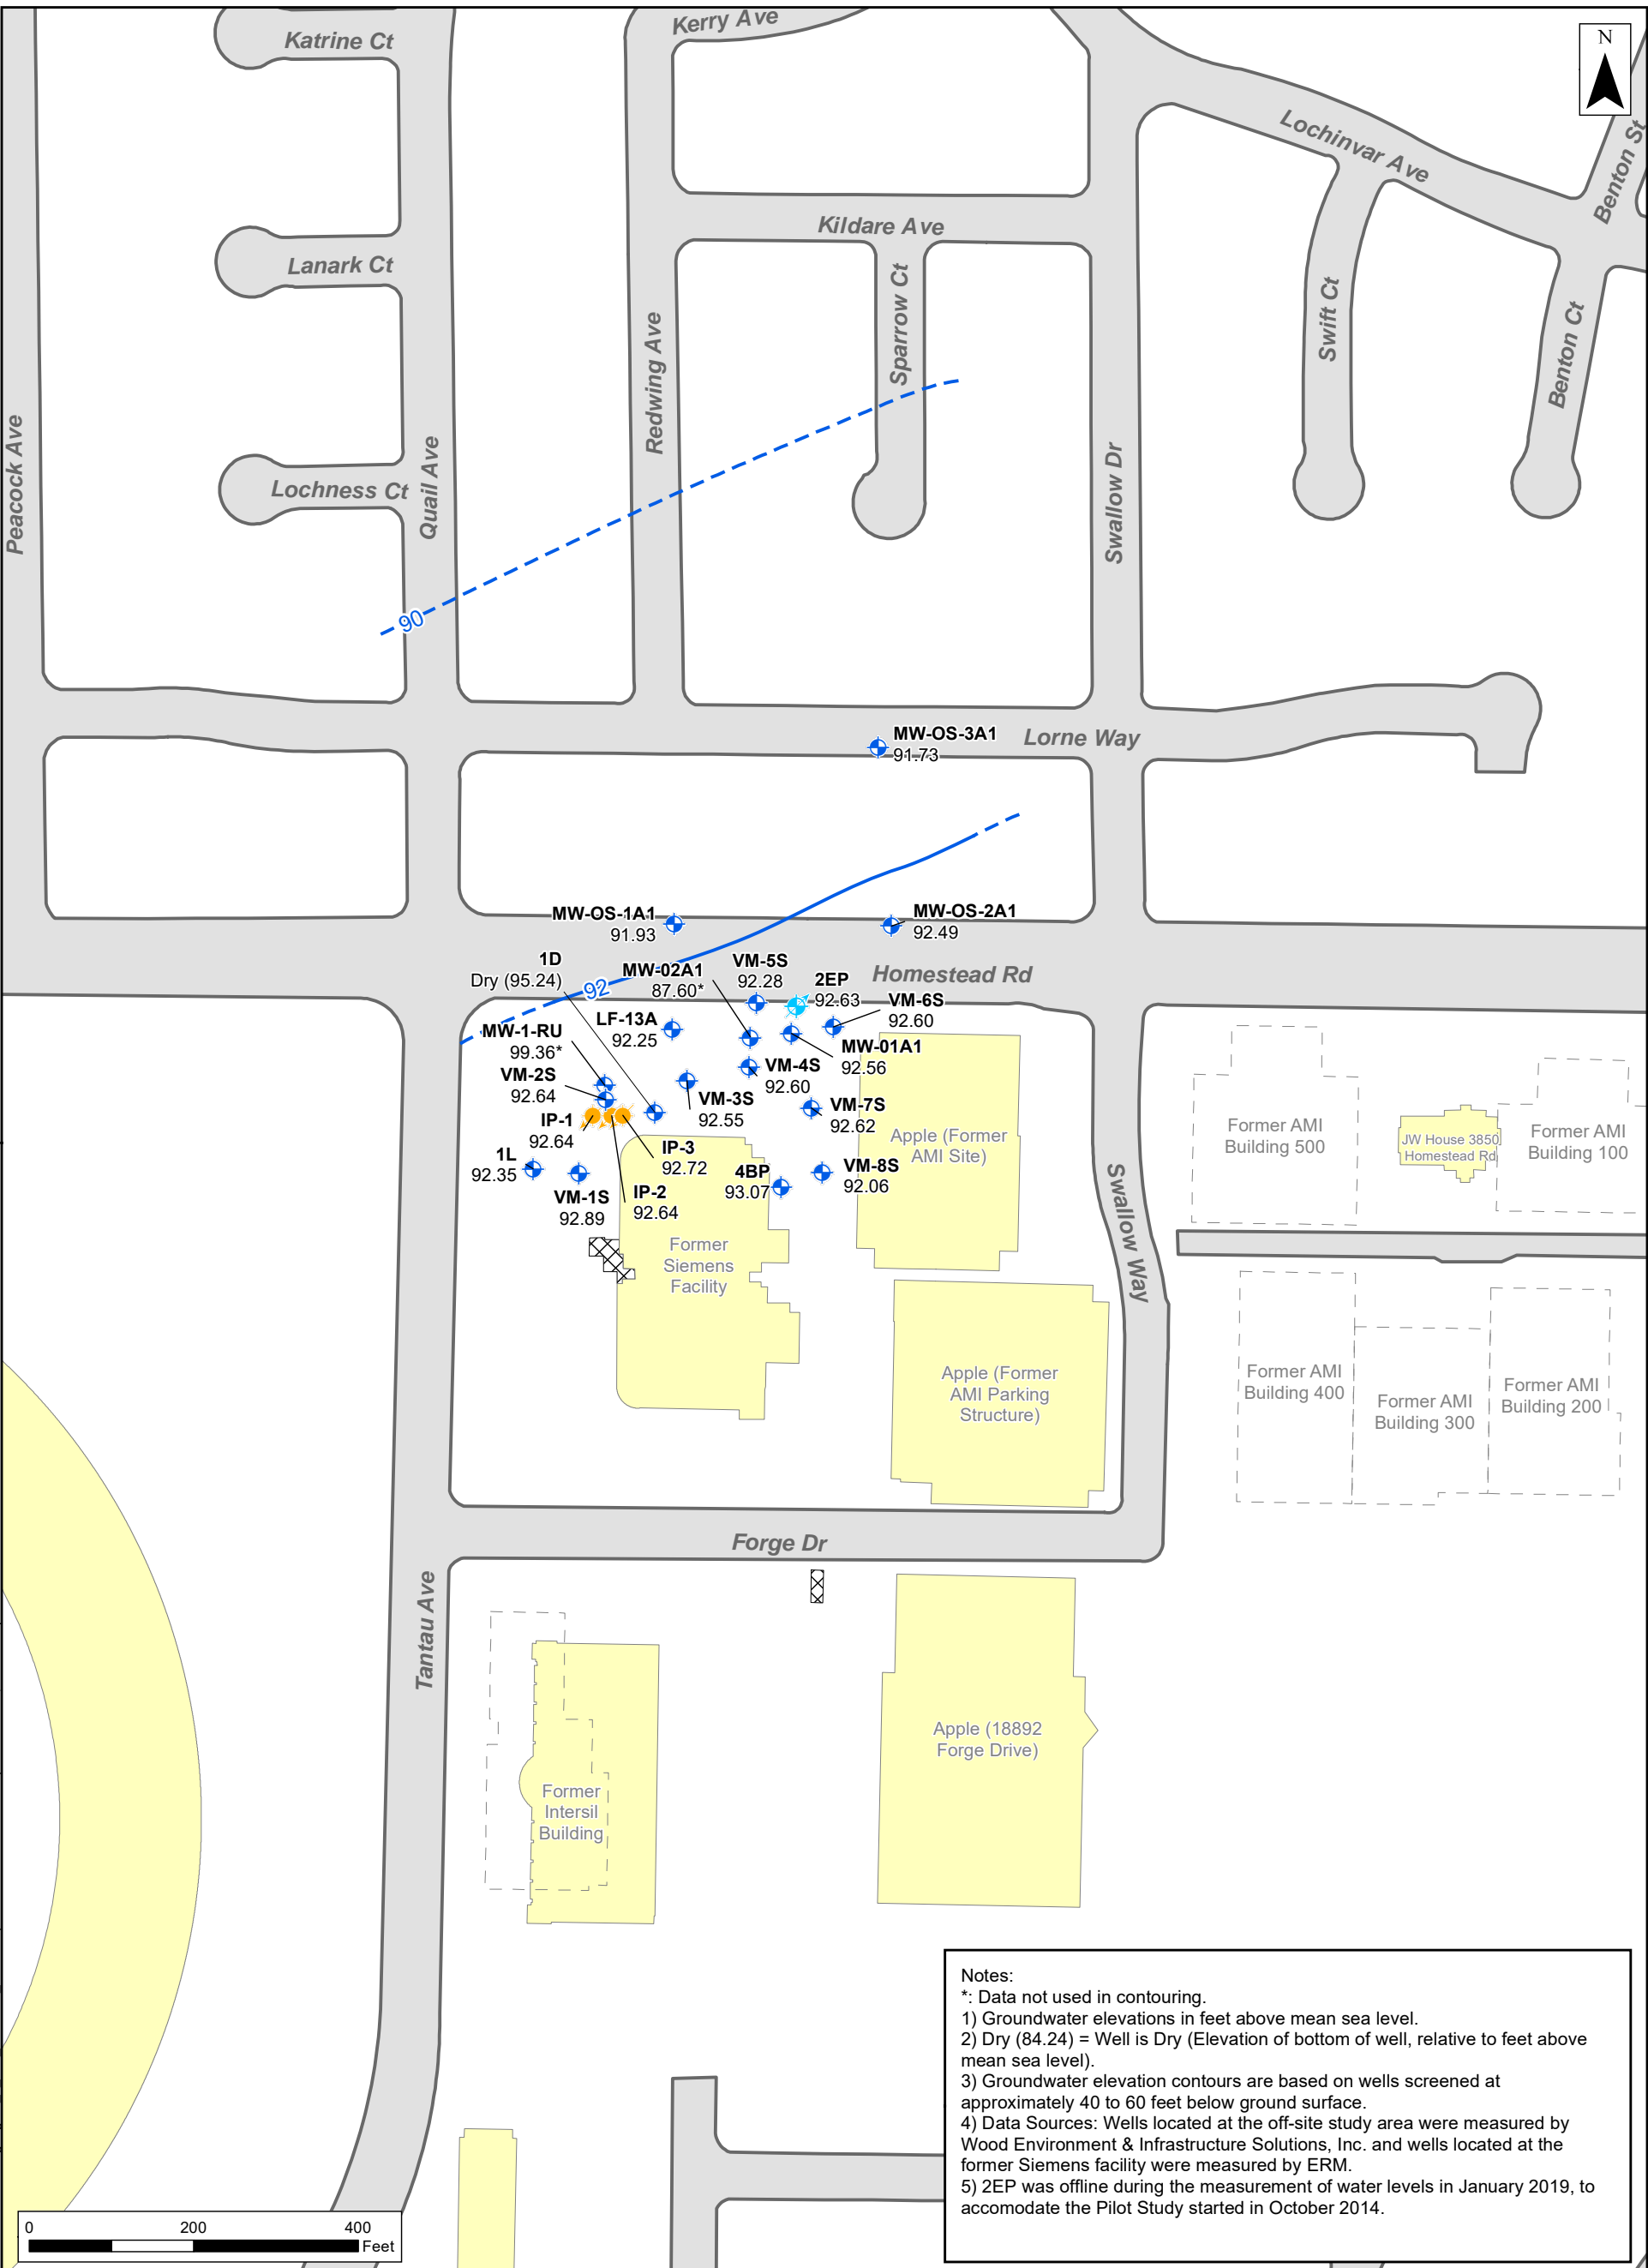 Kerry Ave
Katrine Ct
N
Lochinvar Ave
Benton St
Kildare Ave
Lanark Ct
Sparrow Ct
Swift Ct
Redwing Ave
Benton Ct
Peacock Ave
Quail Ave
Lochness Ct
Swallow Dr
90
MW-OS-3A1
91.73
Lorne Way
MW-OS-1A1
91.93
MW-OS-2A1
92.49
1D
Dry (95.24)
92
MW-02A1
87.60*
VM-5S
92.28
Homestead Rd
2EP
92.63
VM-6S
92.60
LF-13A
92.25
MW-1-RU
99.36*
MW-01A1
92.56
VM-2S
92.64
VM-4S
92.60
VM-3S
92.55
VM-7S
92.62
IP-1
92.64
IP-3
92.72
1L
92.35
4BP
93.07
VM-8S
92.06
VM-1S
92.89
IP-2
92.64
Apple (Former
AMI Site)
Former AMI
Building 500
JW House 3850
Homestead Rd
Former AMI
Building 100
Swallow Way
Former
Siemens
Facility
Apple (Former
AMI Parking
Structure)
Former AMI
Building 400
Former AMI
Building 300
Former AMI
Building 200
Forge Dr
Tantau Ave
Apple (18892
Forge Drive)
Former
Intersil
Building
Notes:
*: Data not used in contouring.
1) Groundwater elevations in feet above mean sea level.
2) Dry (84.24) = Well is Dry (Elevation of bottom of well, relative to feet above
mean sea level).
3) Groundwater elevation contours are based on wells screened at
approximately 40 to 60 feet below ground surface.
4) Data Sources: Wells located at the off-site study area were measured by
Wood Environment & Infrastructure Solutions, Inc. and wells located at the
former Siemens facility were measured by ERM.
5) 2EP was offline during the measurement of water levels in January 2019, to
accomodate the Pilot Study started in October 2014.
0 200 400
Feet